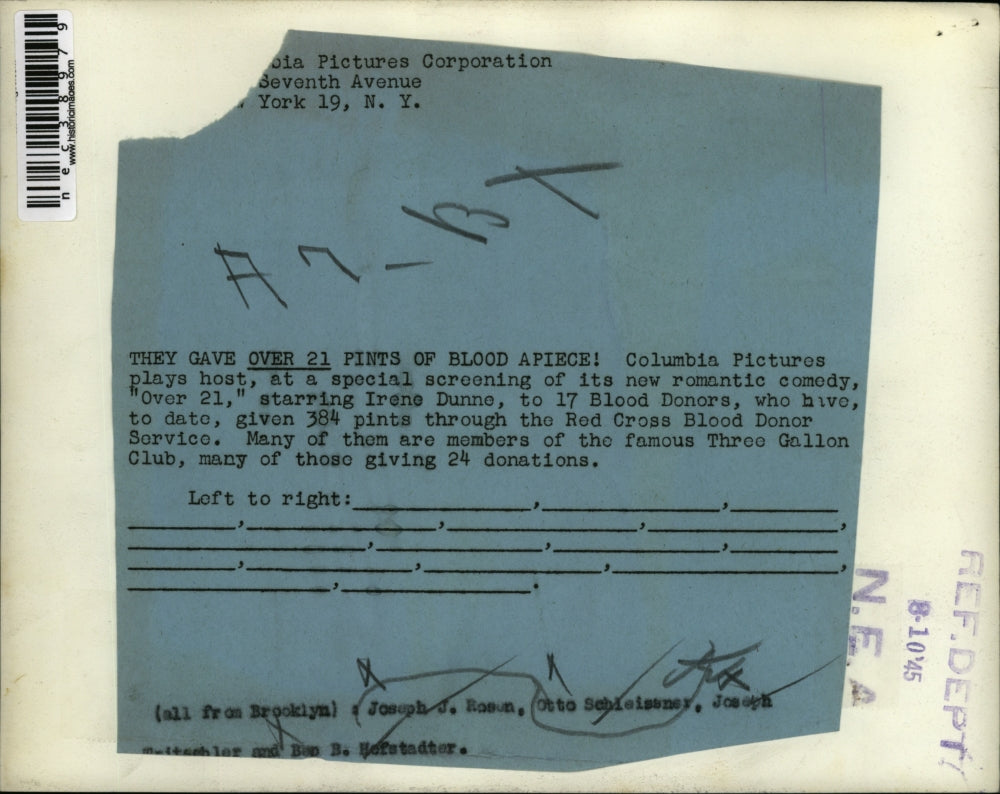 nec38979
www.historicimages.com
bia Pictures Corporation
Seventh Avenue
York 19, N. Y.
THEY GAVE OVER 21 PINTS OF BLOOD APIECE! Columbia Pictures
plays host, at a special screening of its new romantic comedy,
"Over 21," starring Irene Dunne, to 17 Blood Donors, who have,
to date, given 384 pints through the Red Cross Blood Donor
Service. Many of them are members of the famous Three Gallon
Club, many of those giving 24 donations.
Left to right:
(all from Brooklyn) : Joseph J. Rosen, Otto Schleissner, Joseph
and Ben B. Hofstadter.
N.E.A
8-10'45
REF. DEPT